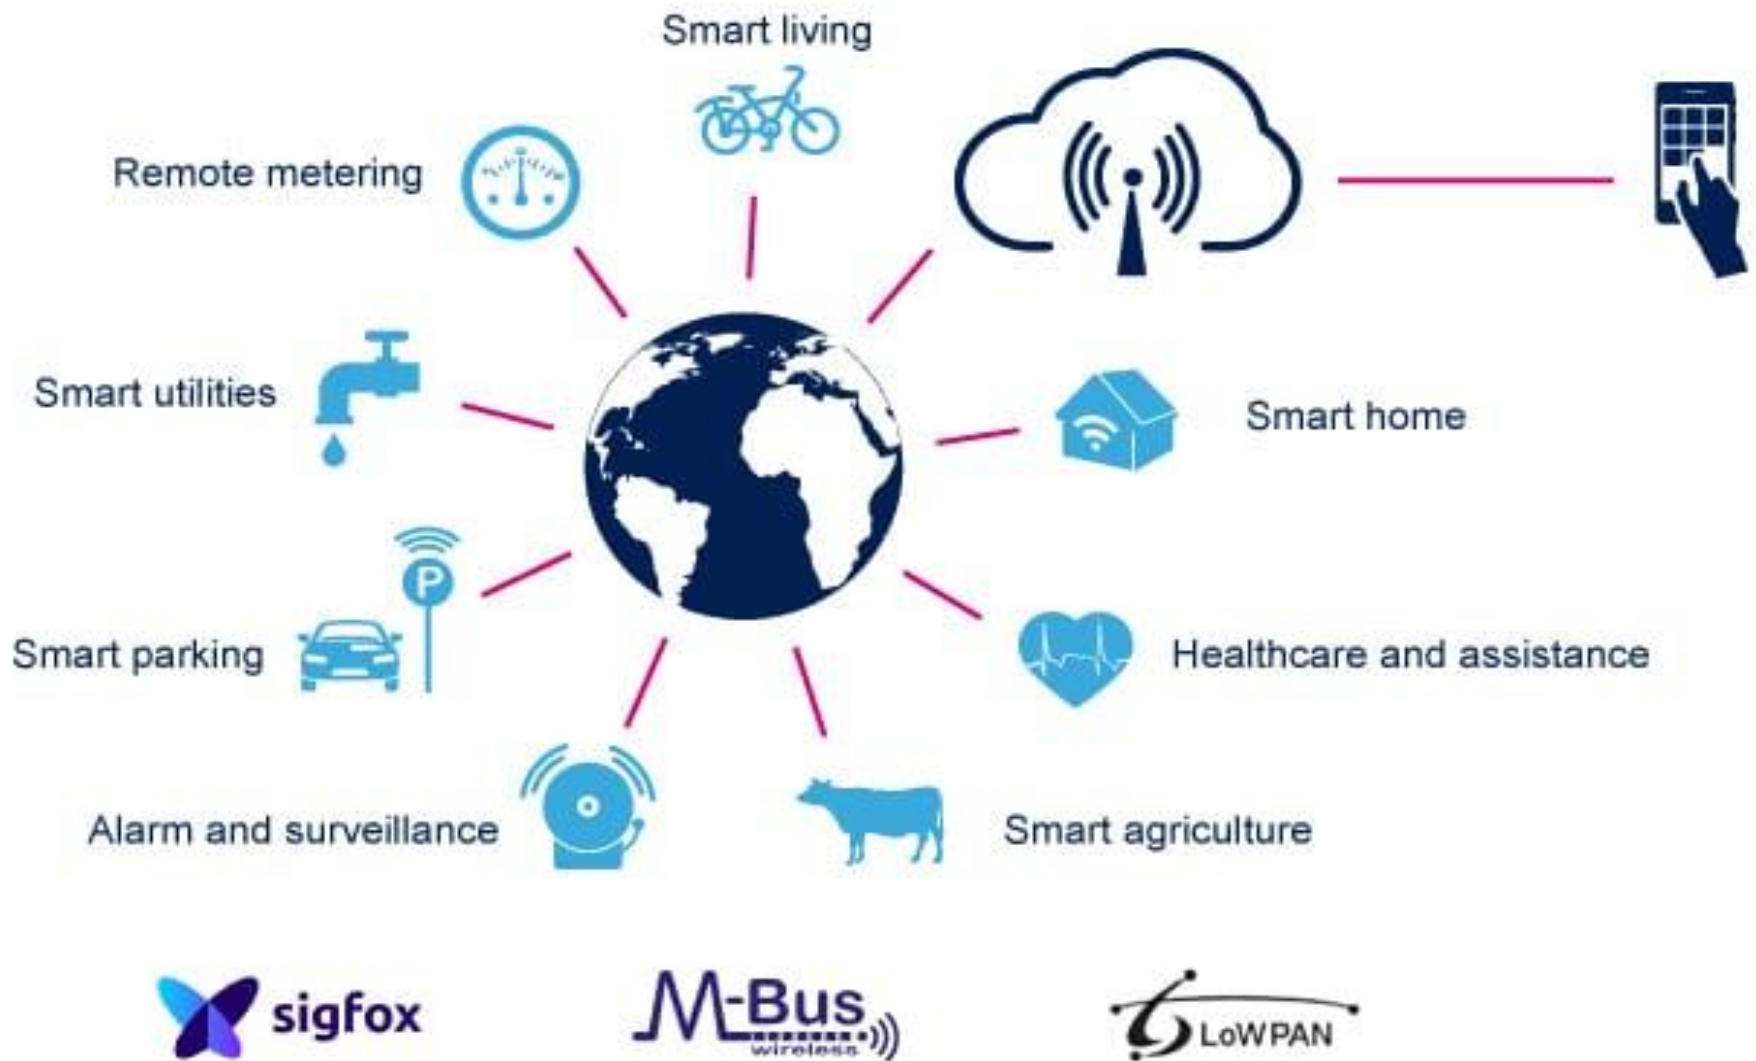 Smart living
Remote metering
Smart utilities
Smart home
P
Smart parking
Healthcare and assistance
Alarm and surveillance
Smart agriculture
sigfox
M-Bus
wireless
6LoWPAN